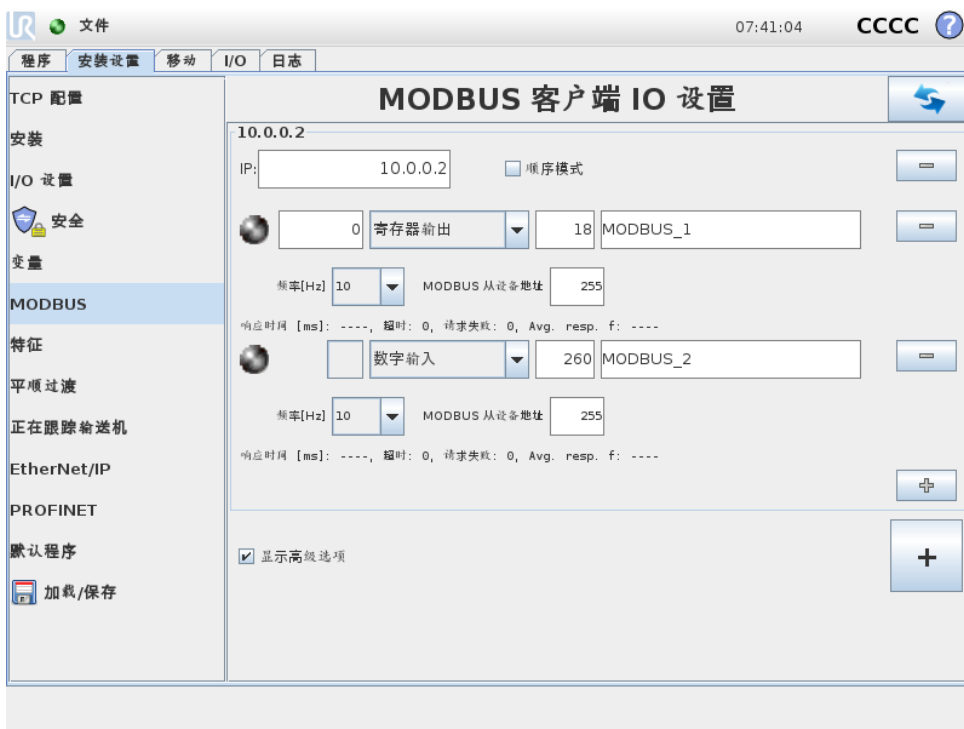 UR 文件 07:41:04 CCCC ?
程序 安装设置 移动 I/O 日志
TCP 配置
安装
I/O 设置
安全
变量
MODBUS
特征
平顺过渡
正在跟踪输送机
EtherNet/IP
PROFINET
默认程序
加载/保存
MODBUS 客户端 IO 设置
10.0.0.2
IP: 10.0.0.2 顺序模式
0 寄存器输出 18 MODBUS_1
频率[Hz] 10 MODBUS 从设备地址 255
响应时间 [ms]: ----, 超时: 0, 请求失败: 0, Avg. resp. f: ----
数字输入 260 MODBUS_2
频率[Hz] 10 MODBUS 从设备地址 255
响应时间 [ms]: ----, 超时: 0, 请求失败: 0, Avg. resp. f: ----
显示高级选项